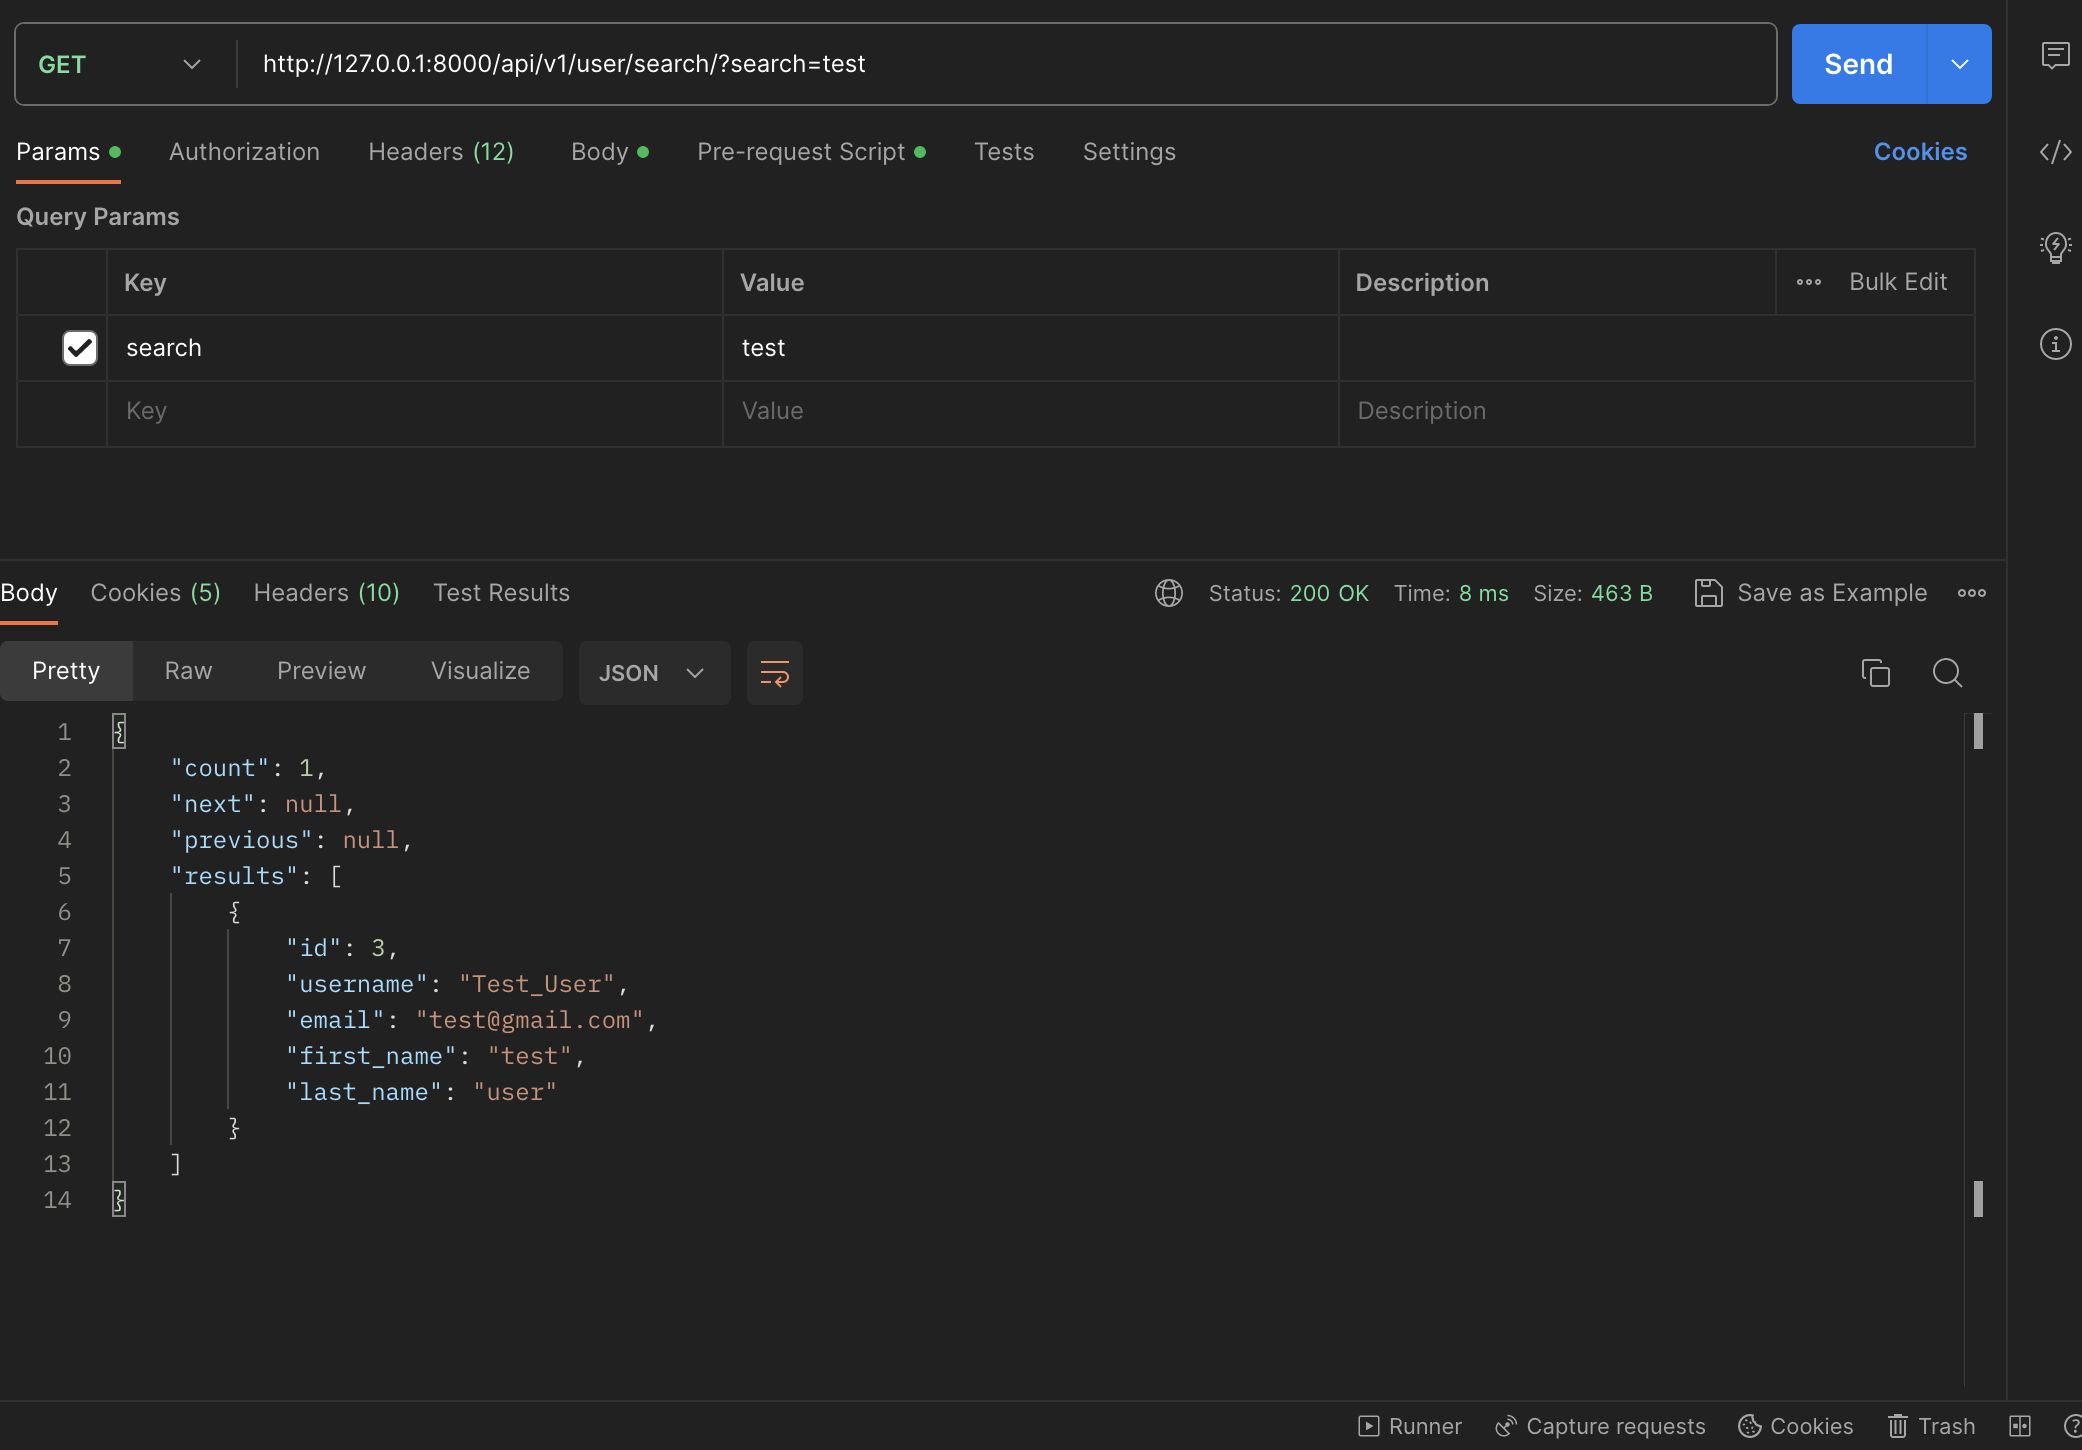 GET http://127.0.0.1:8000/api/v1/user/search/?search=test Send
Params Authorization Headers (12) Body Pre-request Script Tests Settings Cookies
Query Params
Key Value Description Bulk Edit
search test
Key Value Description
Body Cookies (5) Headers (10) Test Results Status: 200 OK Time: 8 ms Size: 463 B Save as Example
Pretty Raw Preview Visualize JSON
1 {
2 "count": 1,
3 "next": null,
4 "previous": null,
5 "results": [
6 {
7 "id": 3,
8 "username": "Test_User",
9 "email": "test@gmail.com",
10 "first_name": "test",
11 "last_name": "user"
12 }
13 ]
14 }
Runner Capture requests Cookies Trash